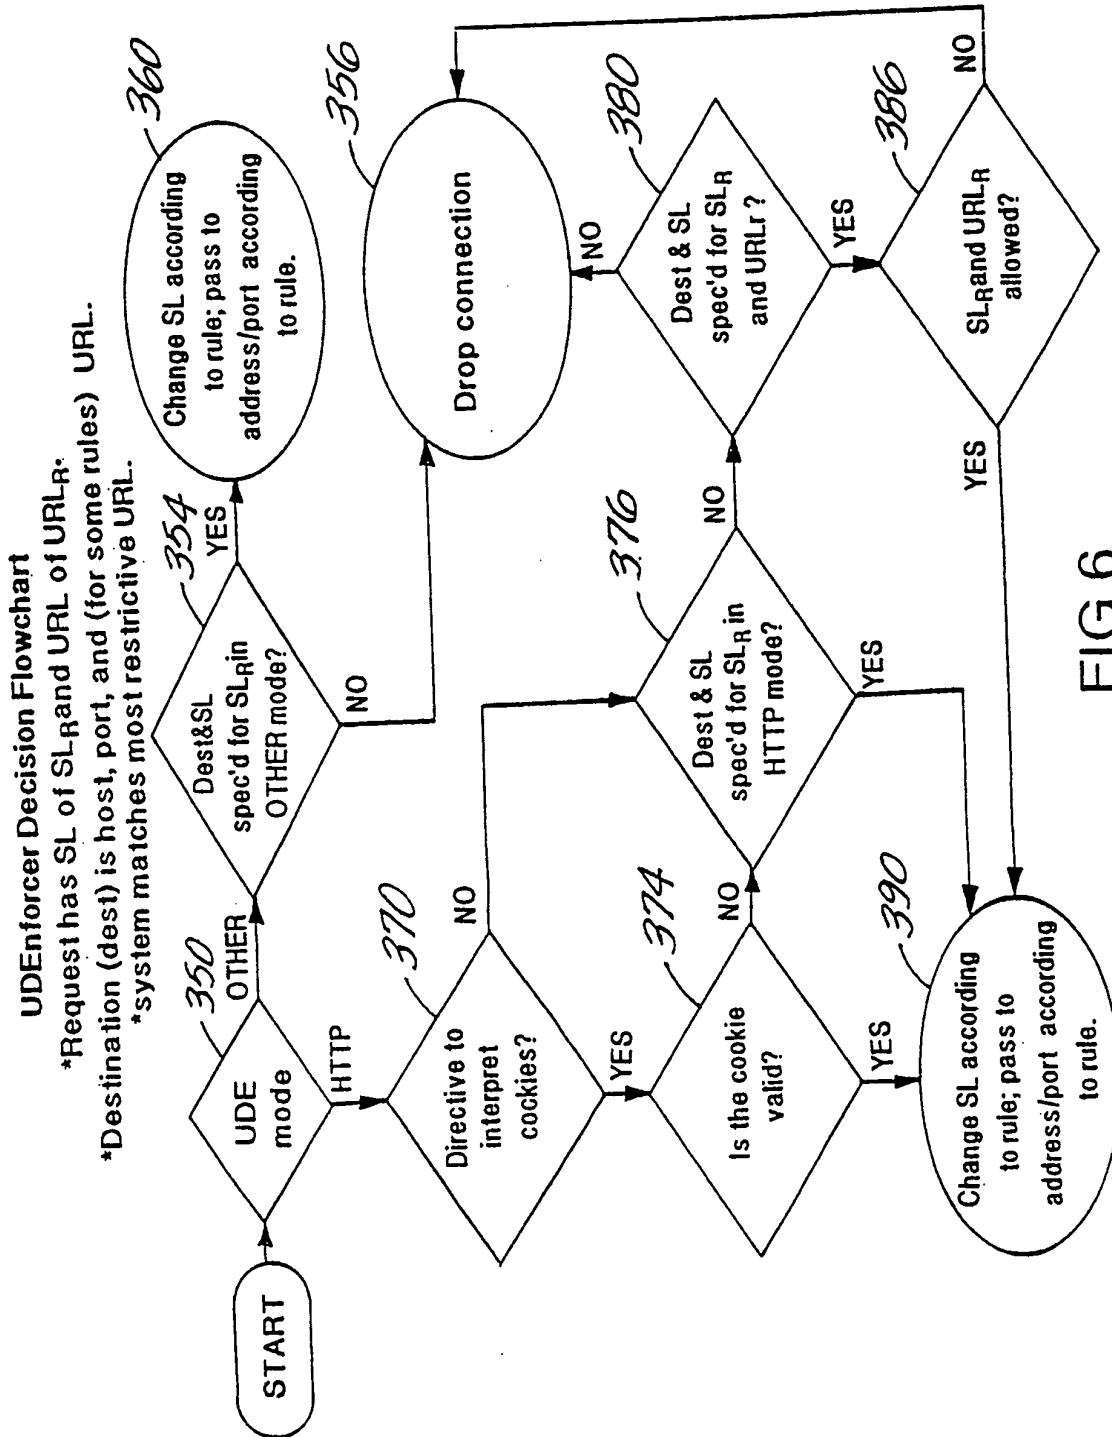 UDEnforcer Decision Flowchart
*Request has SL of SLR and URL of URLR.
*Destination (dest) is host, port, and (for some rules) URL.
*system matches most restrictive URL.
START
UDE
mode
350
OTHER
HTTP
Dest&SL
spec'd for SLR in
OTHER mode?
354
YES
NO
Change SL according
to rule; pass to
address/port according
to rule.
360
Drop connection
356
Directive to
interpret
cockies?
370
NO
YES
Is the cookie
valid?
374
NO
YES
Dest & SL
spec'd for SLR in
HTTP mode?
376
NO
YES
Dest & SL
spec'd for SLR
and URLr ?
380
NO
YES
SLR and URLR
allowed?
386
NO
YES
Change SL according
to rule; pass to
address/port according
to rule.
390
FIG.6